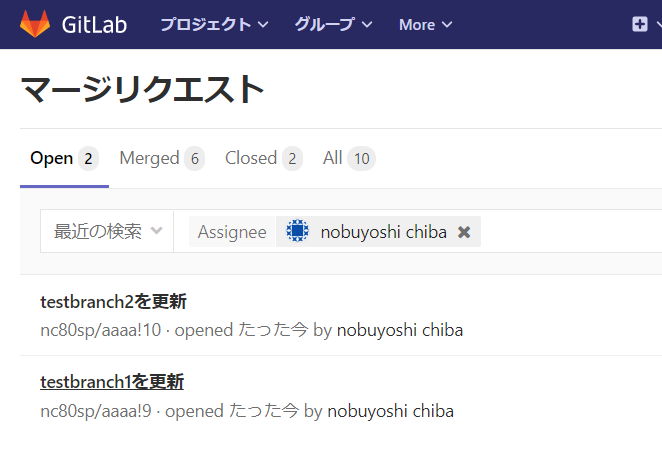 GitLab プロジェクト グループ More
マージリクエスト
Open 2 Merged 6 Closed 2 All 10
最近の検索 Assignee nobuyoshi chiba
testbranch2を更新
nc80sp/aaaa!10 · opened たった今 by nobuyoshi chiba
testbranch1を更新
nc80sp/aaaa!9 · opened たった今 by nobuyoshi chiba